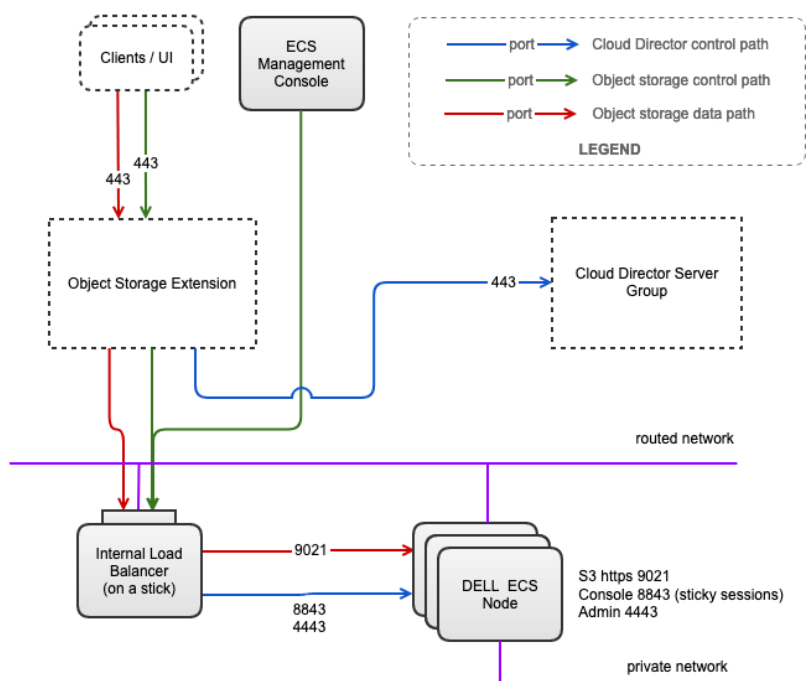 Clients / UI
ECS
Management
Console
port
Cloud Director control path
port
Object storage control path
port
Object storage data path
LEGEND
443
443
Object Storage Extension
443
Cloud Director Server
Group
routed network
Internal Load
Balancer
(on a stick)
9021
8843
4443
DELL ECS
Node
S3 https 9021
Console 8843 (sticky sessions)
Admin 4443
private network